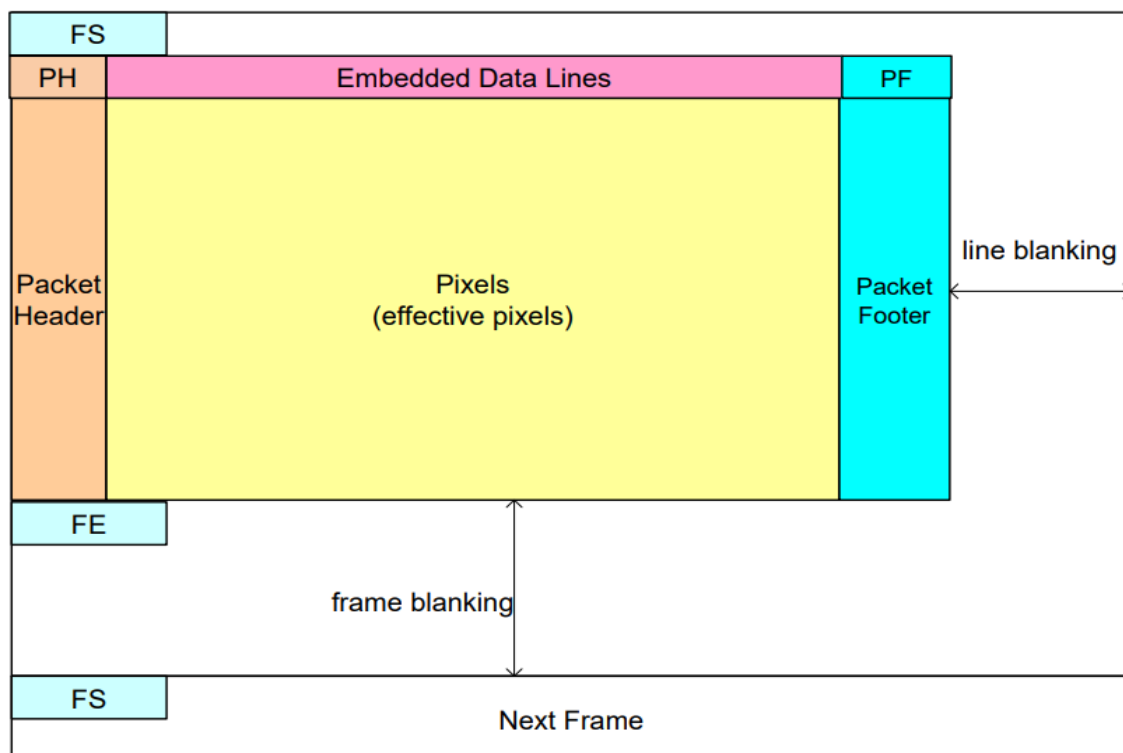 FS
PH
Embedded Data Lines
PF
line blanking
Packet
Header
Pixels
(effective pixels)
Packet
Footer
FE
frame blanking
FS
Next Frame